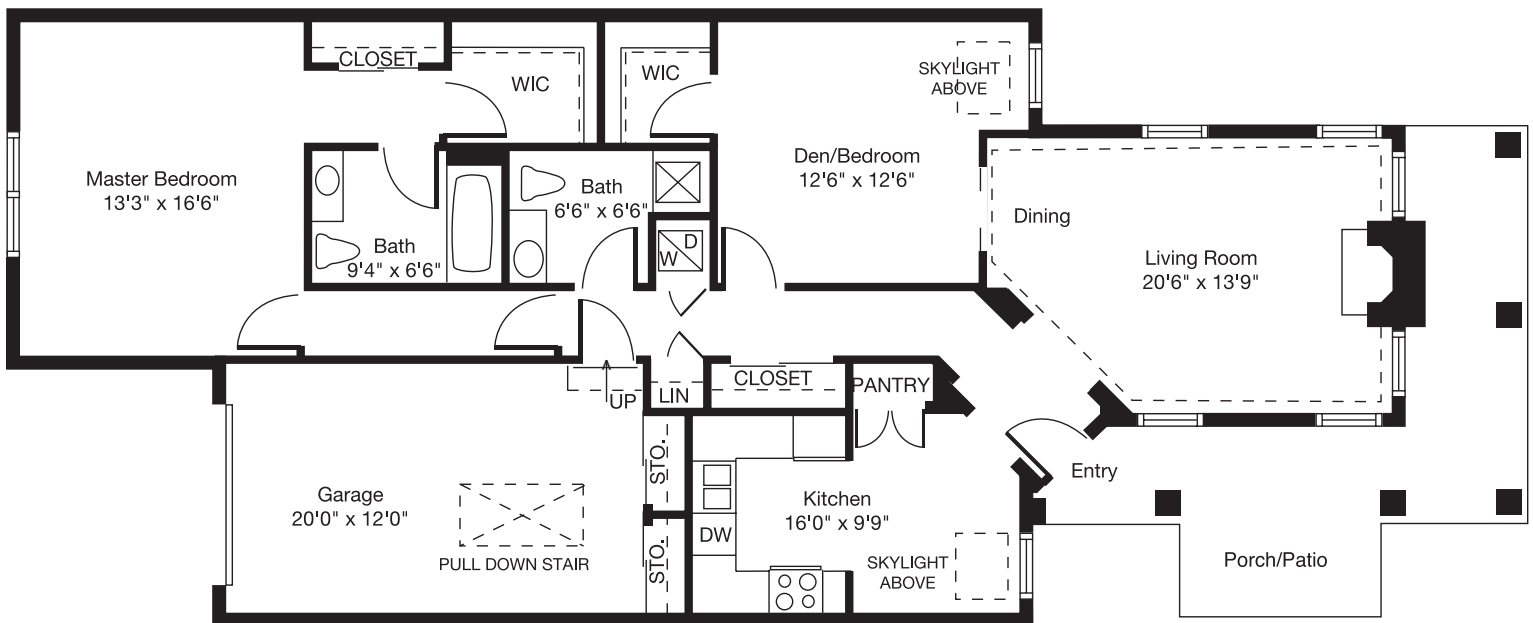 CLOSET
WIC
WIC
SKYLIGHT
ABOVE
Master Bedroom
13'3" x 16'6"
Den/Bedroom
12'6" x 12'6"
Bath
6'6" x 6'6"
Bath
9'4" x 6'6"
W
D
Dining
Living Room
20'6" x 13'9"
UP
LIN
CLOSET
PANTRY
STO.
Garage
20'0" x 12'0"
Kitchen
16'0" x 9'9"
Entry
DW
PULL DOWN STAIR
STO.
SKYLIGHT
ABOVE
Porch/Patio